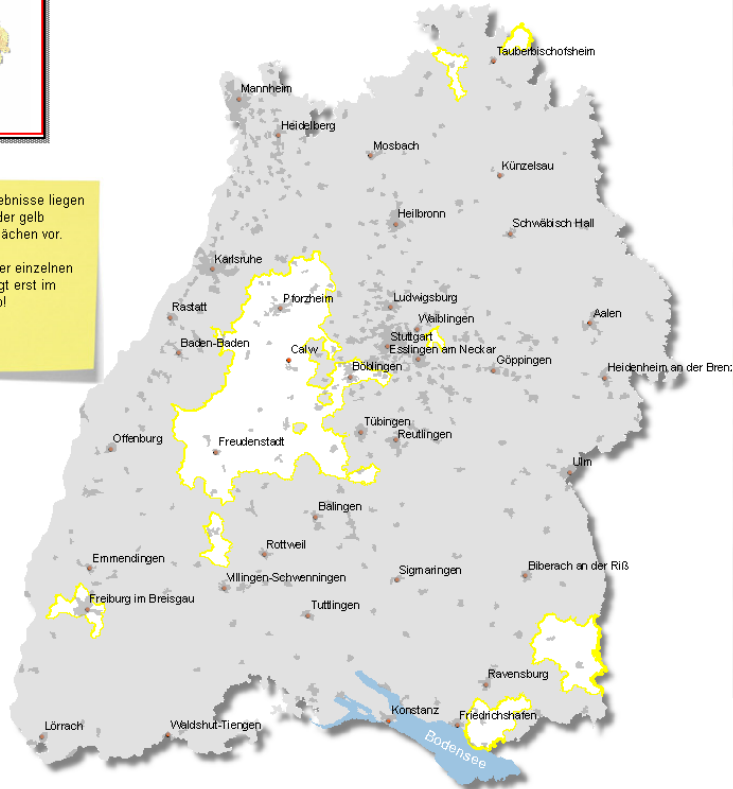 ebnisse liegen
der gelb
ächen vor.
er einzelnen
gt erst im
o!
Tauberbischofsheim
Mannheim
Heidelberg
Mosbach
Künzelsau
Heilbronn
Schwäbisch Hall
Karlsruhe
Pforzheim
Ludwigsburg
Rastatt
Waiblingen
Aalen
Stuttgart
Baden-Baden
Calw
Esslingen am Neckar
Göppingen
Böblingen
Heidenheim an der Brenz
Tübingen
Reutlingen
Offenburg
Freudenstadt
Ulm
Balingen
Rottweil
Emmendingen
Sigmaringen
Biberach an der Riß
Villingen-Schwenningen
Freiburg im Breisgau
Tuttlingen
Ravensburg
Konstanz
Friedrichshafen
Lörrach
Waldshut-Tiengen
Bodensee